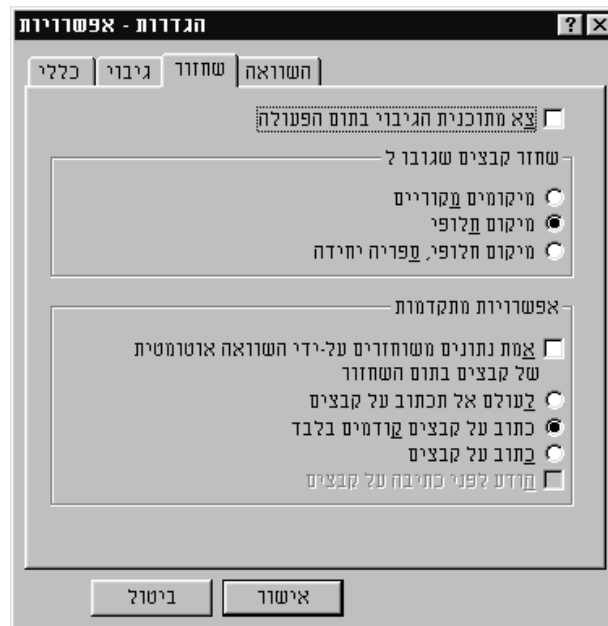 הגדרות - אפשרויות
כללי גיבוי שחזור השוואה
צא מתוכנית הגיבוי בתום הפעולה
שחזר קבצים שגובו ל
מיקומים מקוריים
מיקום חלופי
מיקום חלופי, ספריה יחידה
אפשרויות מתקדמות
אמת נתונים משוחזרים על-ידי השוואה אוטומטית
של קבצים בתום השחזור
לעולם אל תכתוב על קבצים
כתוב על קבצים קודמים בלבד
כתוב על קבצים
הודע לפני כתיבה על קבצים
אישור ביטול